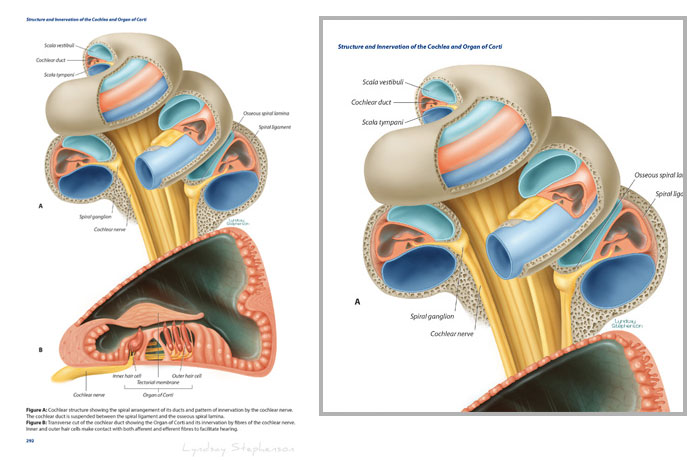 Structure and Innervation of the Cochlea and Organ of Corti
Scala vestibuli
Cochlear duct
Scala tympani
Osseous spiral lamina
Spiral ligament
A
Spiral ganglion
Cochlear nerve
Lyndsay
Stephenson
B
Inner hair cell
Outer hair cell
Tectorial membrane
Cochlear nerve
Organ of Corti
Figure A: Cochlear structure showing the spiral arrangement of its ducts and pattern of innervation by the cochlear nerve.
The cochlear duct is suspended between the spiral ligament and the osseous spiral lamina.
Figure B: Transverse cut of the cochlear duct showing the Organ of Corti and its innervation by fibres of the cochlear nerve.
Inner and outer hair cells make contact with both afferent and efferent fibres to facilitate hearing.
292
Lyndsay Stephenson
Structure and Innervation of the Cochlea and Organ of Corti
Scala vestibuli
Cochlear duct
Scala tympani
Osseous spiral la
Spiral liga
A
Spiral ganglion
Cochlear nerve
Lyndsay
Stephenson